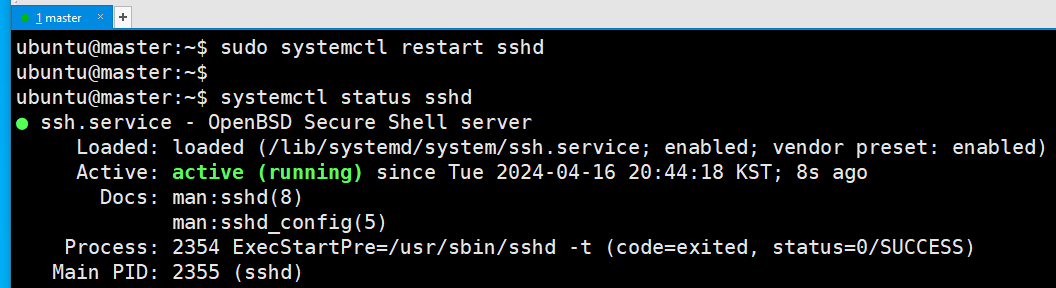 1 master × +
ubuntu@master:~$ sudo systemctl restart sshd
ubuntu@master:~$
ubuntu@master:~$ systemctl status sshd
● ssh.service - OpenBSD Secure Shell server
     Loaded: loaded (/lib/systemd/system/ssh.service; enabled; vendor preset: enabled)
     Active: active (running) since Tue 2024-04-16 20:44:18 KST; 8s ago
       Docs: man:sshd(8)
             man:sshd_config(5)
    Process: 2354 ExecStartPre=/usr/sbin/sshd -t (code=exited, status=0/SUCCESS)
   Main PID: 2355 (sshd)